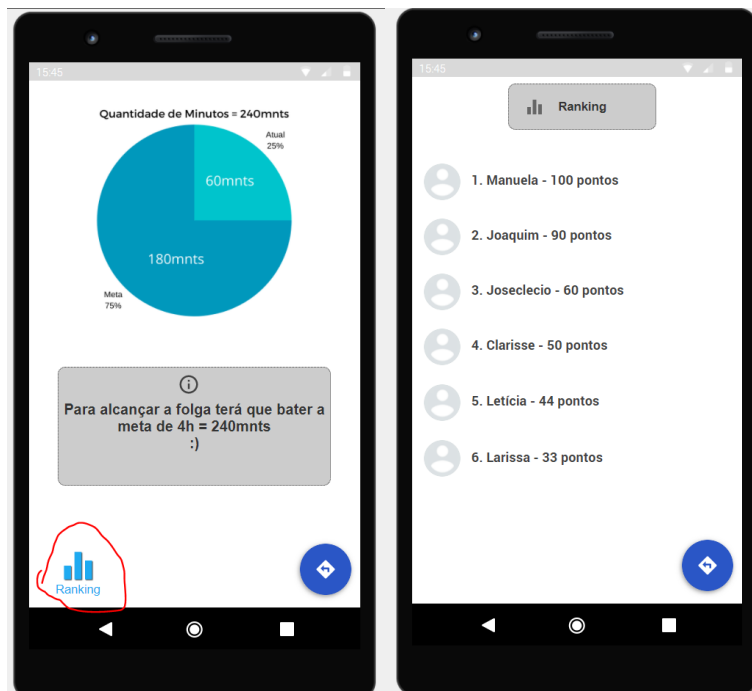 15:45
Quantidade de Minutos = 240mnts
Atual
25%
60mnts
180mnts
Meta
75%
Para alcançar a folga terá que bater a
meta de 4h = 240mnts
:)
Ranking
15:45
Ranking
1. Manuela - 100 pontos
2. Joaquim - 90 pontos
3. Joseclecio - 60 pontos
4. Clarisse - 50 pontos
5. Letícia - 44 pontos
6. Larissa - 33 pontos